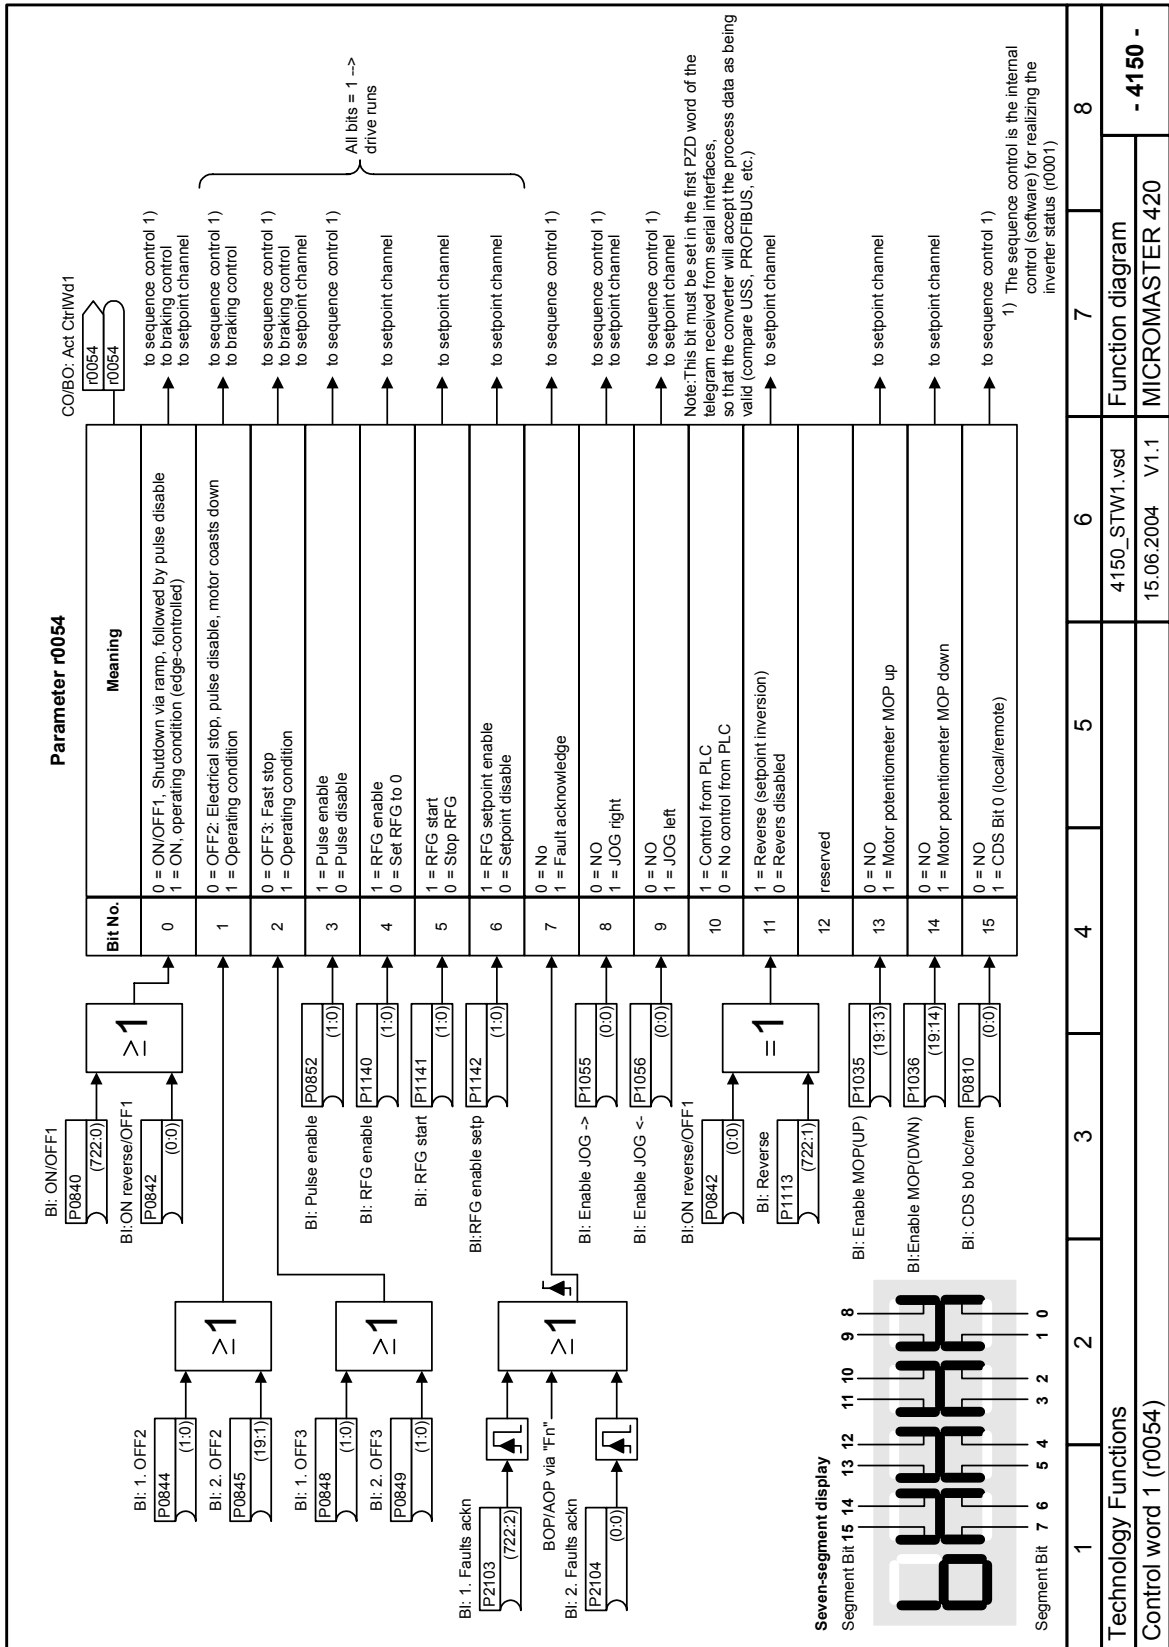 Parameter r0054
CO/BO: Act CtrlWd1
r0054
r0054
Bit No.
Meaning
BI: ON/OFF1
P0840
(722:0)
BI:ON reverse/OFF1
P0842
(0:0)
≥1
0
0 = ON/OFF1, Shutdown via ramp, followed by pulse disable
1 = ON, operating condition (edge-controlled)
to sequence control 1)
to braking control
to setpoint channel
BI: 1. OFF2
P0844
(1:0)
BI: 2. OFF2
P0845
(19:1)
≥1
1
0 = OFF2: Electrical stop, pulse disable, motor coasts down
1 = Operating condition
to sequence control 1)
to braking control
BI: 1. OFF3
P0848
(1:0)
BI: 2. OFF3
P0849
(1:0)
≥1
2
0 = OFF3: Fast stop
1 = Operating condition
to sequence control 1)
to braking control
to setpoint channel
BI: Pulse enable
P0852
(1:0)
3
1 = Pulse enable
0 = Pulse disable
to sequence control 1)
All bits = 1 -->
drive runs
BI: RFG enable
P1140
(1:0)
4
1 = RFG enable
0 = Set RFG to 0
to setpoint channel
BI: RFG start
P1141
(1:0)
5
1 = RFG start
0 = Stop RFG
to setpoint channel
BI:RFG enable setp
P1142
(1:0)
6
1 = RFG setpoint enable
0 = Setpoint disable
to setpoint channel
BI: 1. Faults ackn
P2103
(722:2)
BOP/AOP via "Fn"
BI: 2. Faults ackn
P2104
(0:0)
≥1
7
0 = No
1 = Fault acknowledge
to sequence control 1)
BI: Enable JOG ->
P1055
(0:0)
8
0 = NO
1 = JOG right
to sequence control 1)
to setpoint channel
BI: Enable JOG <-
P1056
(0:0)
9
0 = NO
1 = JOG left
to sequence control 1)
to setpoint channel
10
1 = Control from PLC
0 = No control from PLC
Note:This bit must be set in the first PZD word of the
telegram received from serial interfaces,
so that the converter will accept the process data as being
valid (compare USS, PROFIBUS, etc.)
BI:ON reverse/OFF1
P0842
(0:0)
BI: Reverse
P1113
(722:1)
=1
11
1 = Reverse (setpoint inversion)
0 = Revers disabled
to setpoint channel
12
reserved
BI: Enable MOP(UP)
P1035
(19:13)
13
0 = NO
1 = Motor potentiometer MOP up
to setpoint channel
BI:Enable MOP(DWN)
P1036
(19:14)
14
0 = NO
1 = Motor potentiometer MOP down
to setpoint channel
BI: CDS b0 loc/rem
P0810
(0:0)
15
0 = NO
1 = CDS Bit 0 (local/remote)
to sequence control 1)
1) The sequence control is the internal
control (software) for realizing the
inverter status (r0001)
Seven-segment display
Segment Bit 15 14 13 12 11 10 9 8
Segment Bit 7 6 5 4 3 2 1 0
1 2 3 4 5 6 7 8
Technology Functions
4150_STW1.vsd
Function diagram
- 4150 -
Control word 1 (r0054)
15.06.2004 V1.1
MICROMASTER 420